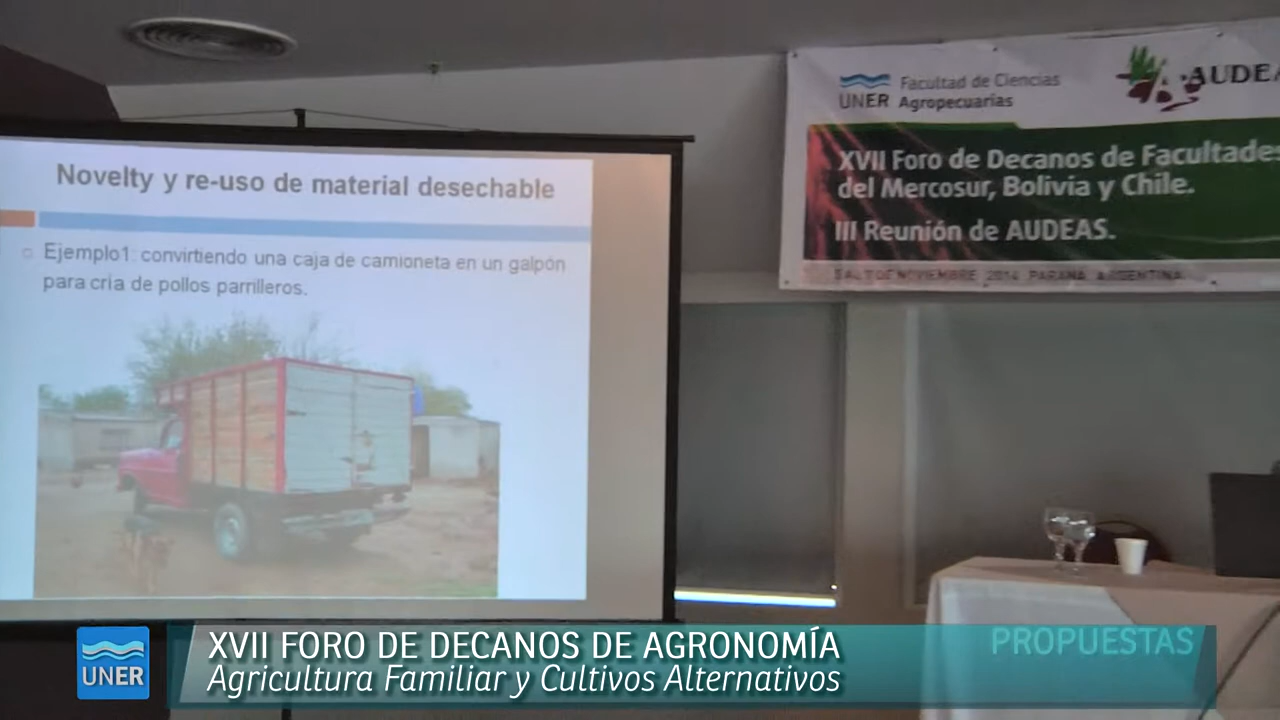 Novelty y re-uso de material desechable
Ejemplo1: convirtiendo una caja de camioneta en un galpón
para cría de pollos parrilleros.
UNER
Facultad de Ciencias
Agropecuarias
AUDEA
XVII Foro de Decanos de Facultades
del Mercosur, Bolivia y Chile.
III Reunión de AUDEAS.
DE NOVIEMBRE 2014 PARANÁ, ARGENTINA.
UNER
XVII FORO DE DECANOS DE AGRONOMÍA
Agricultura Familiar y Cultivos Alternativos
PROPUESTAS